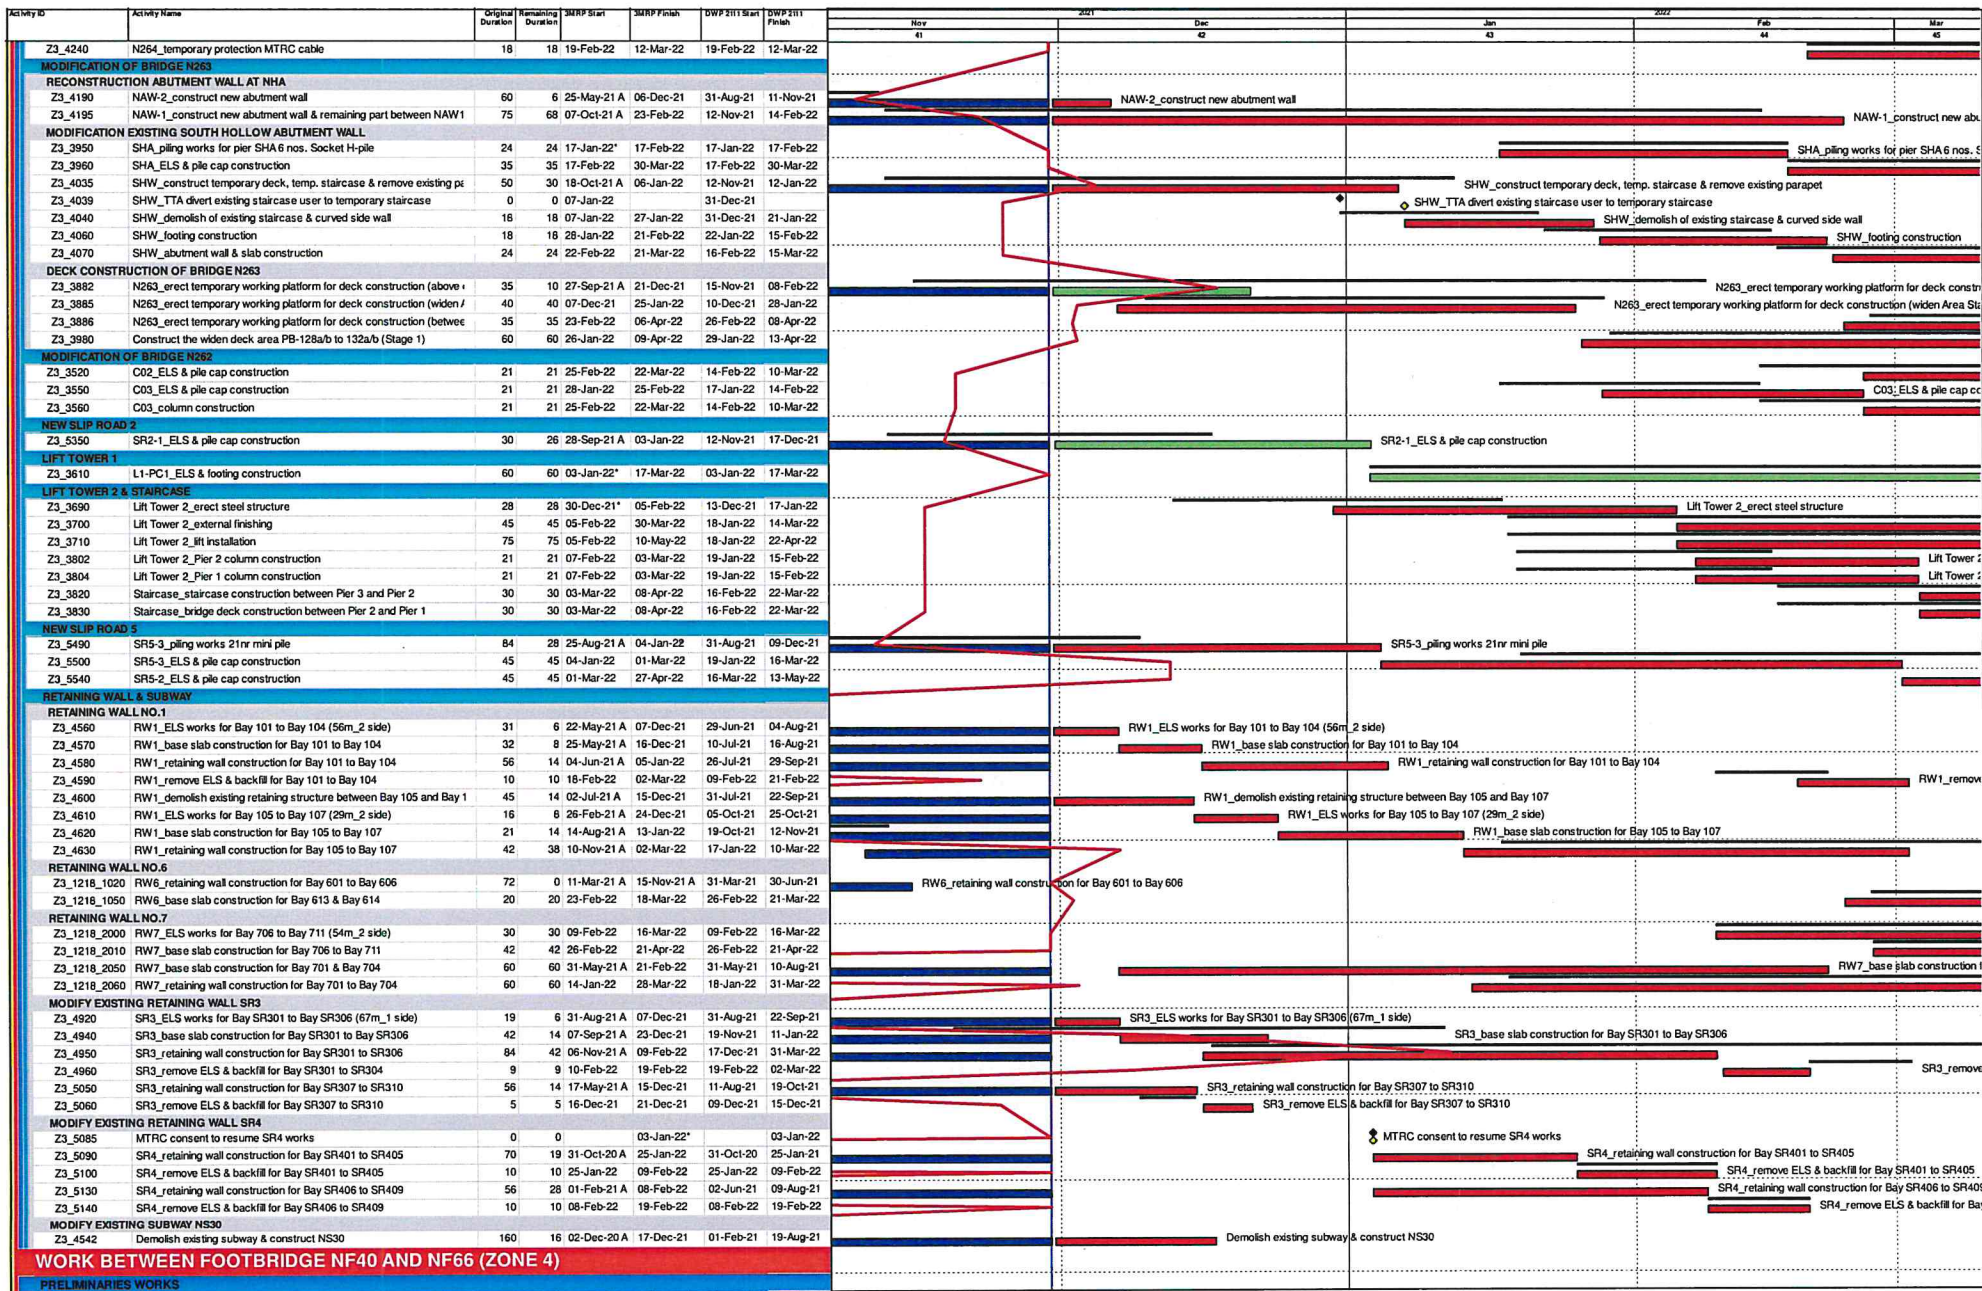 Activity ID Activity Name Original Duration Remaining Duration 3MRP Start 3MRP Finish DWP 2111 Start DWP 2111 Finish 2021 2022
Nov Dec Jan Feb Mar
41 42 43 44 45
Z3_4240 N264_temporary protection MTRC cable 18 18 19-Feb-22 12-Mar-22 19-Feb-22 12-Mar-22
MODIFICATION OF BRIDGE N263
RECONSTRUCTION ABUTMENT WALL AT NHA
Z3_4190 NAW-2_construct new abutment wall 60 6 25-May-21 A 06-Dec-21 31-Aug-21 11-Nov-21 NAW-2_construct new abutment wall
Z3_4195 NAW-1_construct new abutment wall & remaining part between NAW1 75 68 07-Oct-21 A 23-Feb-22 12-Nov-21 14-Feb-22 NAW-1_construct new abu
MODIFICATION EXISTING SOUTH HOLLOW ABUTMENT WALL
Z3_3950 SHA_piling works for pier SHA 6 nos. Socket H-pile 24 24 17-Jan-22* 17-Feb-22 17-Jan-22 17-Feb-22 SHA_piling works for pier SHA 6 nos. S
Z3_3960 SHA_ELS & pile cap construction 35 35 17-Feb-22 30-Mar-22 17-Feb-22 30-Mar-22
Z3_4035 SHW_construct temporary deck, temp. staircase & remove existing pa 50 30 18-Oct-21 A 06-Jan-22 12-Nov-21 12-Jan-22 SHW_construct temporary deck, temp. staircase & remove existing parapet
Z3_4039 SHW_TTA divert existing staircase user to temporary staircase 0 0 07-Jan-22 31-Dec-21 SHW_TTA divert existing staircase user to temporary staircase
Z3_4040 SHW_demolish of existing staircase & curved side wall 18 18 07-Jan-22 27-Jan-22 31-Dec-21 21-Jan-22 SHW_demolish of existing staircase & curved side wall
Z3_4060 SHW_footing construction 18 18 28-Jan-22 21-Feb-22 22-Jan-22 15-Feb-22 SHW_footing construction
Z3_4070 SHW_abutment wall & slab construction 24 24 22-Feb-22 21-Mar-22 16-Feb-22 15-Mar-22
DECK CONSTRUCTION OF BRIDGE N263
Z3_3882 N263_erect temporary working platform for deck construction (above 35 10 27-Sep-21 A 21-Dec-21 15-Nov-21 08-Feb-22 N263_erect temporary working platform for deck constr
Z3_3885 N263_erect temporary working platform for deck construction (widen 40 40 07-Dec-21 25-Jan-22 10-Dec-21 28-Jan-22 N263_erect temporary working platform for deck construction (widen Area Sta
Z3_3886 N263_erect temporary working platform for deck construction (betwee 35 35 23-Feb-22 06-Apr-22 26-Feb-22 08-Apr-22
Z3_3980 Construct the widen deck area PB-128a/b to 132a/b (Stage 1) 60 60 26-Jan-22 09-Apr-22 29-Jan-22 13-Apr-22
MODIFICATION OF BRIDGE N262
Z3_3520 C02_ELS & pile cap construction 21 21 25-Feb-22 22-Mar-22 14-Feb-22 10-Mar-22
Z3_3550 C03_ELS & pile cap construction 21 21 28-Jan-22 25-Feb-22 17-Jan-22 14-Feb-22 C03_ELS & pile cap co
Z3_3560 C03_column construction 21 21 25-Feb-22 22-Mar-22 14-Feb-22 10-Mar-22
NEW SLIP ROAD 2
Z3_5350 SR2-1_ELS & pile cap construction 30 26 28-Sep-21 A 03-Jan-22 12-Nov-21 17-Dec-21 SR2-1_ELS & pile cap construction
LIFT TOWER 1
Z3_3610 L1-PC1_ELS & footing construction 60 60 03-Jan-22* 17-Mar-22 03-Jan-22 17-Mar-22
LIFT TOWER 2 & STAIRCASE
Z3_3690 Lift Tower 2_erect steel structure 28 28 30-Dec-21* 05-Feb-22 13-Dec-21 17-Jan-22 Lift Tower 2_erect steel structure
Z3_3700 Lift Tower 2_external finishing 45 45 05-Feb-22 30-Mar-22 18-Jan-22 14-Mar-22
Z3_3710 Lift Tower 2_lift installation 75 75 05-Feb-22 10-May-22 18-Jan-22 22-Apr-22
Z3_3802 Lift Tower 2_Pier 2 column construction 21 21 07-Feb-22 03-Mar-22 19-Jan-22 15-Feb-22 Lift Tower 2
Z3_3804 Lift Tower 2_Pier 1 column construction 21 21 07-Feb-22 03-Mar-22 19-Jan-22 15-Feb-22 Lift Tower 2
Z3_3820 Staircase_staircase construction between Pier 3 and Pier 2 30 30 03-Mar-22 08-Apr-22 16-Feb-22 22-Mar-22
Z3_3830 Staircase_bridge deck construction between Pier 2 and Pier 1 30 30 03-Mar-22 08-Apr-22 16-Feb-22 22-Mar-22
NEW SLIP ROAD 5
Z3_5490 SR5-3_piling works 21nr mini pile 84 28 25-Aug-21 A 04-Jan-22 31-Aug-21 09-Dec-21 SR5-3_piling works 21nr mini pile
Z3_5500 SR5-3_ELS & pile cap construction 45 45 04-Jan-22 01-Mar-22 19-Jan-22 16-Mar-22
Z3_5540 SR5-2_ELS & pile cap construction 45 45 01-Mar-22 27-Apr-22 16-Mar-22 13-May-22
RETAINING WALL & SUBWAY
RETAINING WALL NO.1
Z3_4560 RW1_ELS works for Bay 101 to Bay 104 (56m_2 side) 31 6 22-May-21 A 07-Dec-21 29-Jun-21 04-Aug-21 RW1_ELS works for Bay 101 to Bay 104 (56m_2 side)
Z3_4570 RW1_base slab construction for Bay 101 to Bay 104 32 8 25-May-21 A 16-Dec-21 10-Jul-21 16-Aug-21 RW1_base slab construction for Bay 101 to Bay 104
Z3_4580 RW1_retaining wall construction for Bay 101 to Bay 104 56 14 04-Jun-21 A 05-Jan-22 26-Jul-21 29-Sep-21 RW1_retaining wall construction for Bay 101 to Bay 104
Z3_4590 RW1_remove ELS & backfill for Bay 101 to Bay 104 10 10 18-Feb-22 02-Mar-22 09-Feb-22 21-Feb-22 RW1_remove
Z3_4600 RW1_demolish existing retaining structure between Bay 105 and Bay 1 45 14 02-Jul-21 A 15-Dec-21 31-Jul-21 22-Sep-21 RW1_demolish existing retaining structure between Bay 105 and Bay 107
Z3_4610 RW1_ELS works for Bay 105 to Bay 107 (29m_2 side) 16 6 26-Feb-21 A 24-Dec-21 05-Oct-21 25-Oct-21 RW1_ELS works for Bay 105 to Bay 107 (29m_2 side)
Z3_4620 RW1_base slab construction for Bay 105 to Bay 107 21 14 14-Aug-21 A 13-Jan-22 19-Oct-21 12-Nov-21 RW1_base slab construction for Bay 105 to Bay 107
Z3_4630 RW1_retaining wall construction for Bay 105 to Bay 107 42 38 10-Nov-21 A 02-Mar-22 17-Jan-22 10-Mar-22
RETAINING WALL NO.6
Z3_1218_1020 RW6_retaining wall construction for Bay 601 to Bay 606 72 0 11-Mar-21 A 15-Nov-21 A 31-Mar-21 30-Jun-21 RW6_retaining wall construction for Bay 601 to Bay 606
Z3_1218_1050 RW6_base slab construction for Bay 613 & Bay 614 20 20 23-Feb-22 18-Mar-22 26-Feb-22 21-Mar-22
RETAINING WALL NO.7
Z3_1218_2000 RW7_ELS works for Bay 706 to Bay 711 (54m_2 side) 30 30 09-Feb-22 16-Mar-22 09-Feb-22 16-Mar-22
Z3_1218_2010 RW7_base slab construction for Bay 706 to Bay 711 42 42 26-Feb-22 21-Apr-22 26-Feb-22 21-Apr-22
Z3_1218_2050 RW7_base slab construction for Bay 701 & Bay 704 60 60 31-May-21 A 21-Feb-22 31-May-21 10-Aug-21 RW7_base slab construction
Z3_1218_2060 RW7_retaining wall construction for Bay 701 to Bay 704 60 60 14-Jan-22 28-Mar-22 18-Jan-22 31-Mar-22
MODIFY EXISTING RETAINING WALL SR3
Z3_4920 SR3_ELS works for Bay SR301 to Bay SR306 (67m_1 side) 19 6 31-Aug-21 A 07-Dec-21 31-Aug-21 22-Sep-21 SR3_ELS works for Bay SR301 to Bay SR306 (67m_1 side)
Z3_4940 SR3_base slab construction for Bay SR301 to Bay SR306 42 14 07-Sep-21 A 23-Dec-21 19-Nov-21 11-Jan-22 SR3_base slab construction for Bay SR301 to Bay SR306
Z3_4950 SR3_retaining wall construction for Bay SR301 to SR306 84 42 06-Nov-21 A 09-Feb-22 17-Dec-21 31-Mar-22
Z3_4960 SR3_remove ELS & backfill for Bay SR301 to SR304 9 9 10-Feb-22 19-Feb-22 19-Feb-22 02-Mar-22 SR3_remove
Z3_5050 SR3_retaining wall construction for Bay SR307 to SR310 56 14 17-May-21 A 15-Dec-21 11-Aug-21 19-Oct-21 SR3_retaining wall construction for Bay SR307 to SR310
Z3_5060 SR3_remove ELS & backfill for Bay SR307 to SR310 5 5 16-Dec-21 21-Dec-21 09-Dec-21 15-Dec-21 SR3_remove ELS & backfill for Bay SR307 to SR310
MODIFY EXISTING RETAINING WALL SR4
Z3_5085 MTRC consent to resume SR4 works 0 0 03-Jan-22* 03-Jan-22 MTRC consent to resume SR4 works
Z3_5090 SR4_retaining wall construction for Bay SR401 to SR405 70 19 31-Oct-20 A 25-Jan-22 31-Oct-20 25-Jan-21 SR4_retaining wall construction for Bay SR401 to SR405
Z3_5100 SR4_remove ELS & backfill for Bay SR401 to SR405 10 10 25-Jan-22 09-Feb-22 25-Jan-22 09-Feb-22 SR4_remove ELS & backfill for Bay SR401 to SR405
Z3_5130 SR4_retaining wall construction for Bay SR406 to SR409 56 28 01-Feb-21 A 08-Feb-22 02-Jun-21 09-Aug-21 SR4_retaining wall construction for Bay SR406 to SR409
Z3_5140 SR4_remove ELS & backfill for Bay SR406 to SR409 10 10 08-Feb-22 19-Feb-22 08-Feb-22 19-Feb-22 SR4_remove ELS & backfill for Bay
MODIFY EXISTING SUBWAY NS30
Z3_4542 Demolish existing subway & construct NS30 160 16 02-Dec-20 A 17-Dec-21 01-Feb-21 19-Aug-21 Demolish existing subway & construct NS30
WORK BETWEEN FOOTBRIDGE NF40 AND NF66 (ZONE 4)
PRELIMINARIES WORKS